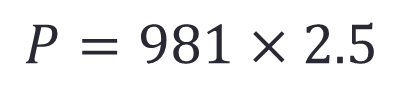 P = 981 × 2.5